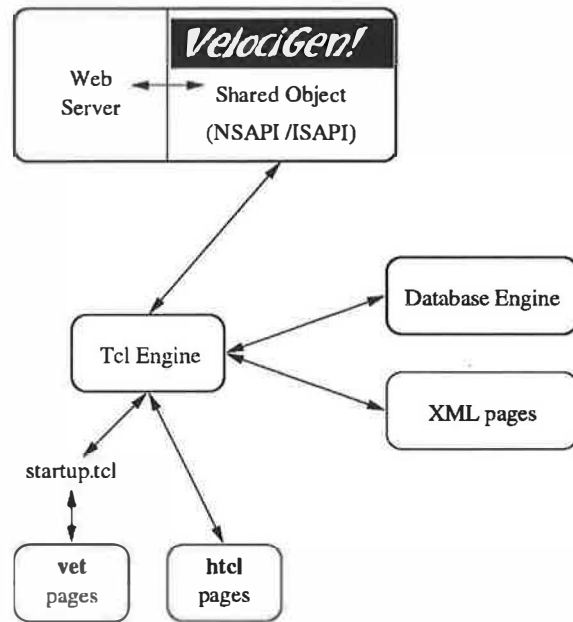 VelociGen!
Web
Server
Shared Object
(NSAPI /ISAPI)
Database Engine
Tcl Engine
XML pages
startup.tcl
vet
pages
htcl
pages